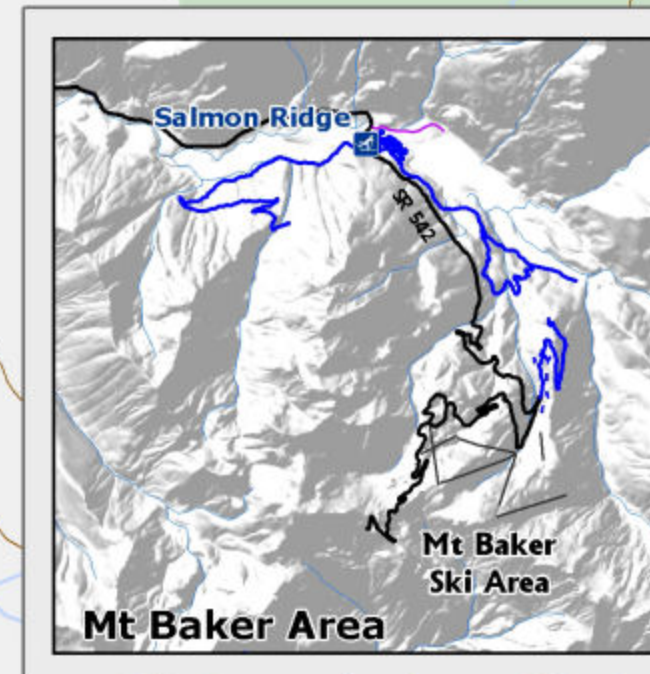 Salmon Ridge
SR 542
Mt Baker
Ski Area
Mt Baker Area